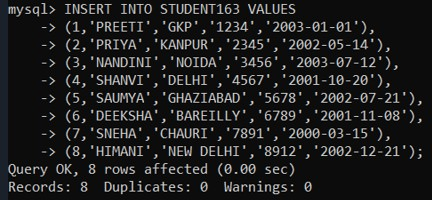 mysql> INSERT INTO STUDENT163 VALUES
    -> (1,'PREETI','GKP','1234','2003-01-01'),
    -> (2,'PRIYA','KANPUR','2345','2002-05-14'),
    -> (3,'NANDINI','NOIDA','3456','2003-07-12'),
    -> (4,'SHANVI','DELHI','4567','2001-10-20'),
    -> (5,'SAUMYA','GHAZIABAD','5678','2002-07-21'),
    -> (6,'DEEKSHA','BAREILLY','6789','2001-11-08'),
    -> (7,'SNEHA','CHAURI','7891','2000-03-15'),
    -> (8,'HIMANI','NEW DELHI','8912','2002-12-21');
Query OK, 8 rows affected (0.00 sec)
Records: 8  Duplicates: 0  Warnings: 0